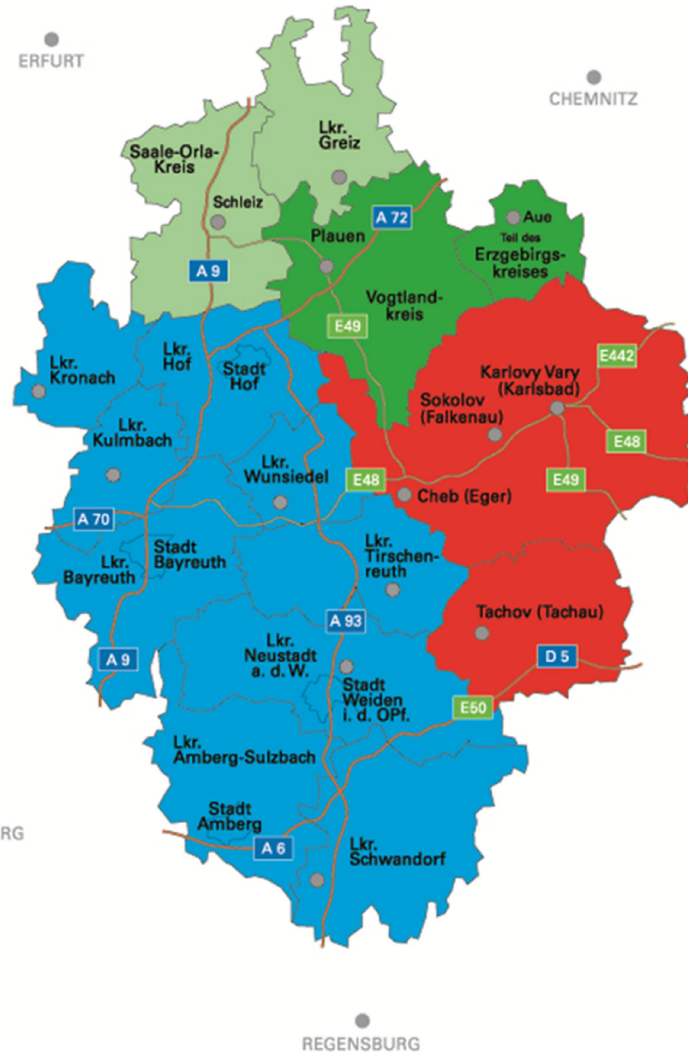 ERFURT
CHEMNITZ
Lkr.
Greiz
Saale-Orla-
Kreis
Schleiz
A 72
Aue
Plauen
Teil des
Erzgebirgs-
kreises
A 9
Vogtland-
kreis
E49
Lkr.
Kronach
Lkr.
Hof
Stadt
Hof
E442
Karlovy Vary
(Karlsbad)
Sokolov
(Falkenau)
Lkr.
Kulmbach
E48
Lkr.
Wunsiedel
E48
E49
Cheb (Eger)
A 70
Stadt
Bayreuth
Lkr.
Bayreuth
Lkr.
Tirschen-
reuth
Tachov (Tachau)
A 93
Lkr.
Neustadt
a. d. W.
A 9
D 5
Stadt
Weiden
i. d. OPf.
E50
Lkr.
Amberg-Sulzbach
Stadt
Amberg
RG
A 6
Lkr.
Schwandorf
REGENSBURG